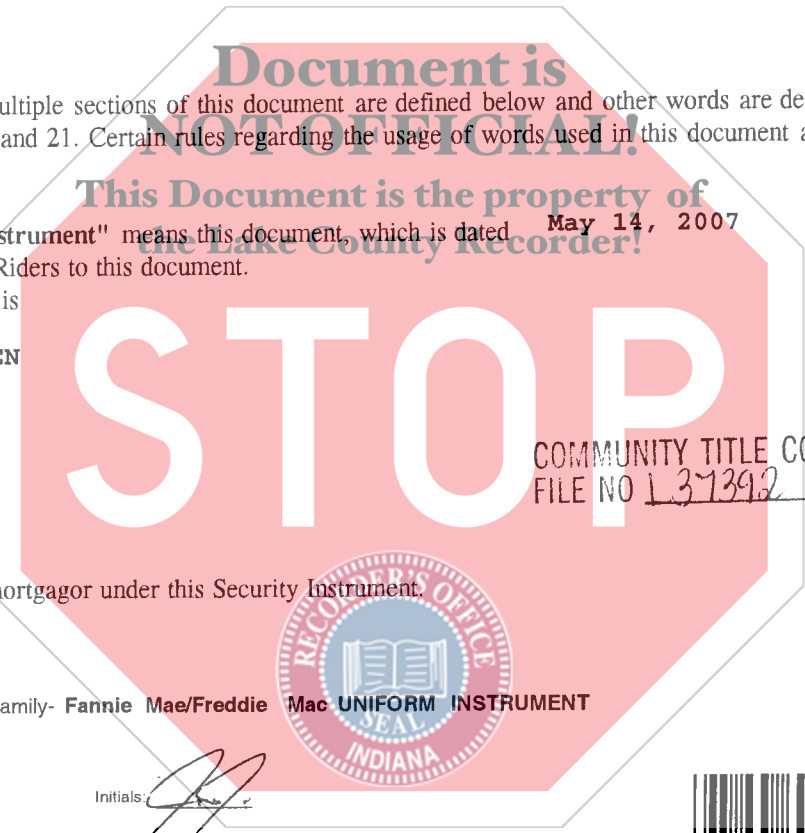 Document is
ultiple sections of this document are defined below and other words are de
NOT OFFICIAL!
and 21. Certain rules regarding the usage of words used in this document a
This Document is the property of
strument" means this document, which is dated May 14, 2007
the Lake County Recorder!
Riders to this document.
is
EN
STOP
COMMUNITY TITLE CO
FILE NO L37392
ortgagor under this Security Instrument.
RECORDER'S OFFICE
amily- Fannie Mae/Freddie Mac UNIFORM INSTRUMENT
SEAL
INDIANA
Initials: